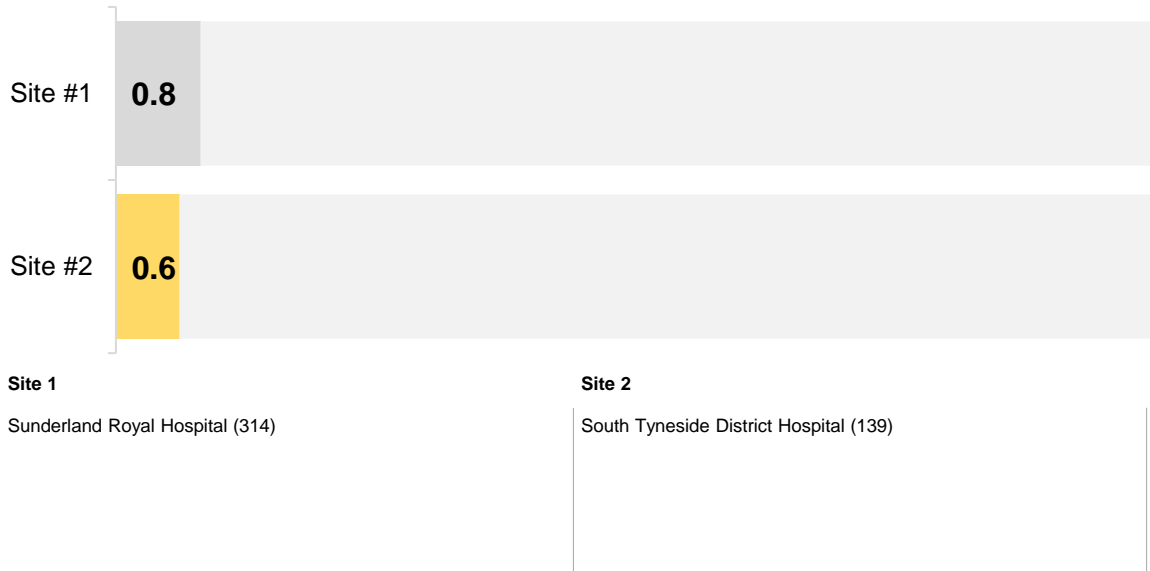 Site #1
0.8
Site #2
0.6
Site 1
Site 2
Sunderland Royal Hospital (314)
South Tyneside District Hospital (139)